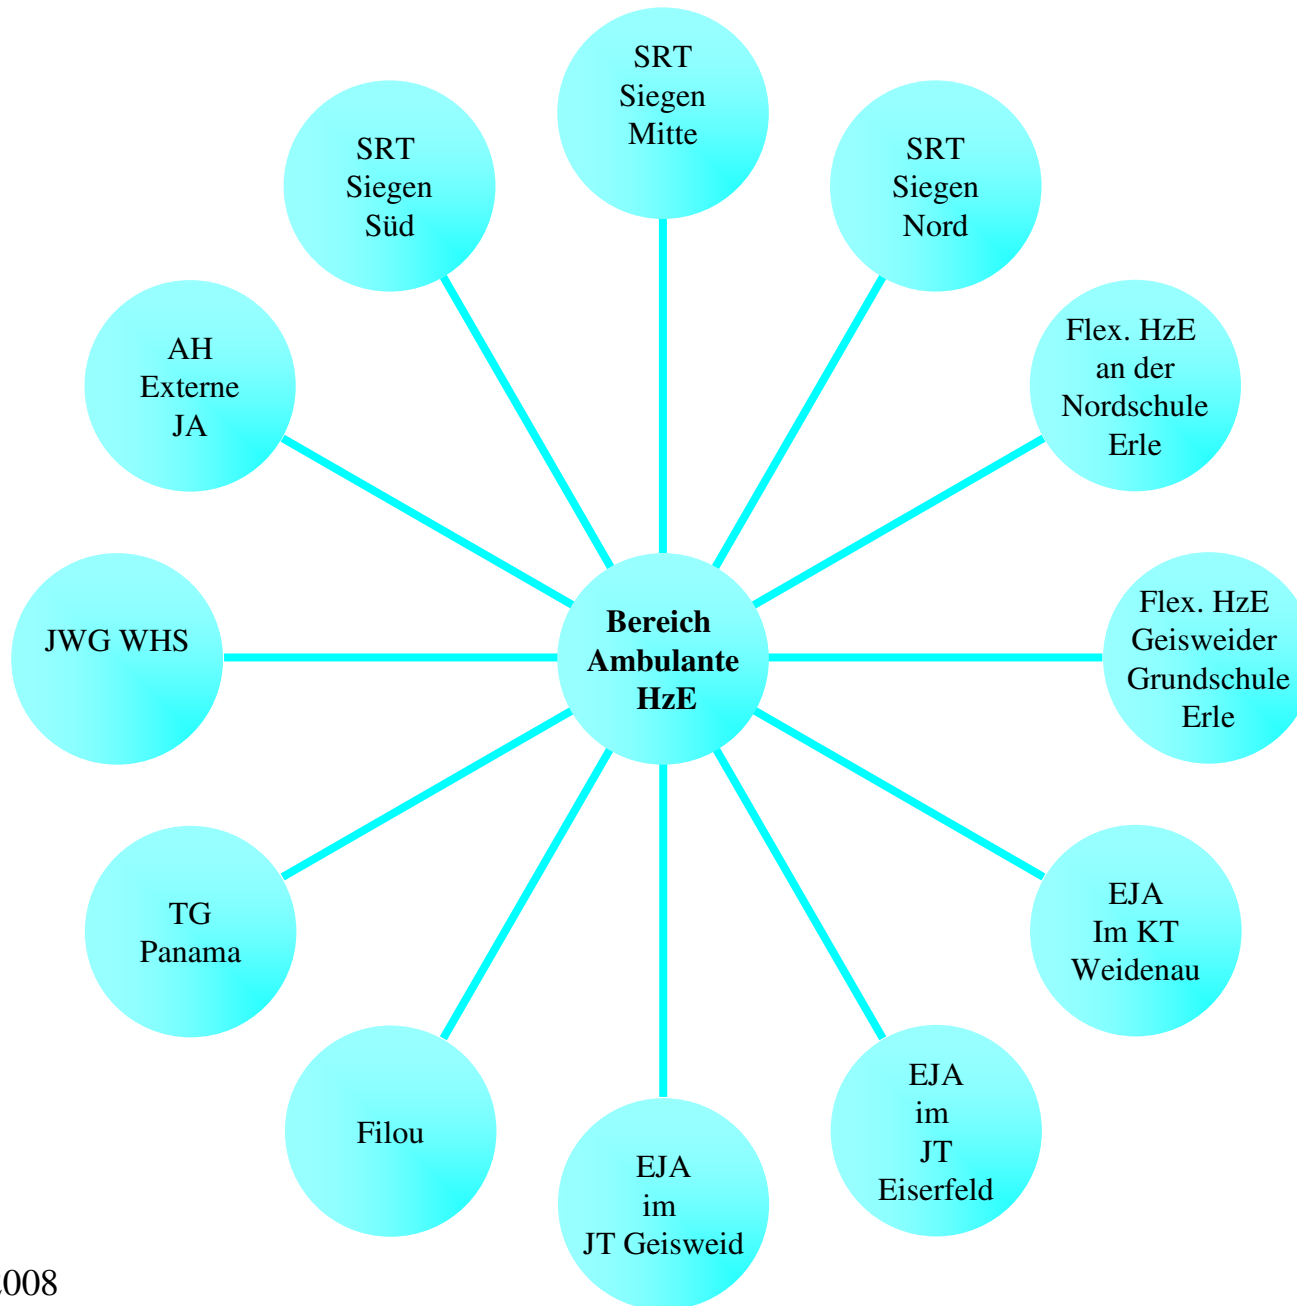 SRT
Siegen
Mitte
SRT
Siegen
Nord
Flex. HzE
an der
Nordschule
Erle
Flex. HzE
Geisweider
Grundschule
Erle
EJA
Im KT
Weidenau
EJA
im
JT
Eiserfeld
EJA
im
JT Geisweid
Filou
TG
Panama
JWG WHS
AH
Externe
JA
SRT
Siegen
Süd
Bereich
Ambulante
HzE
008